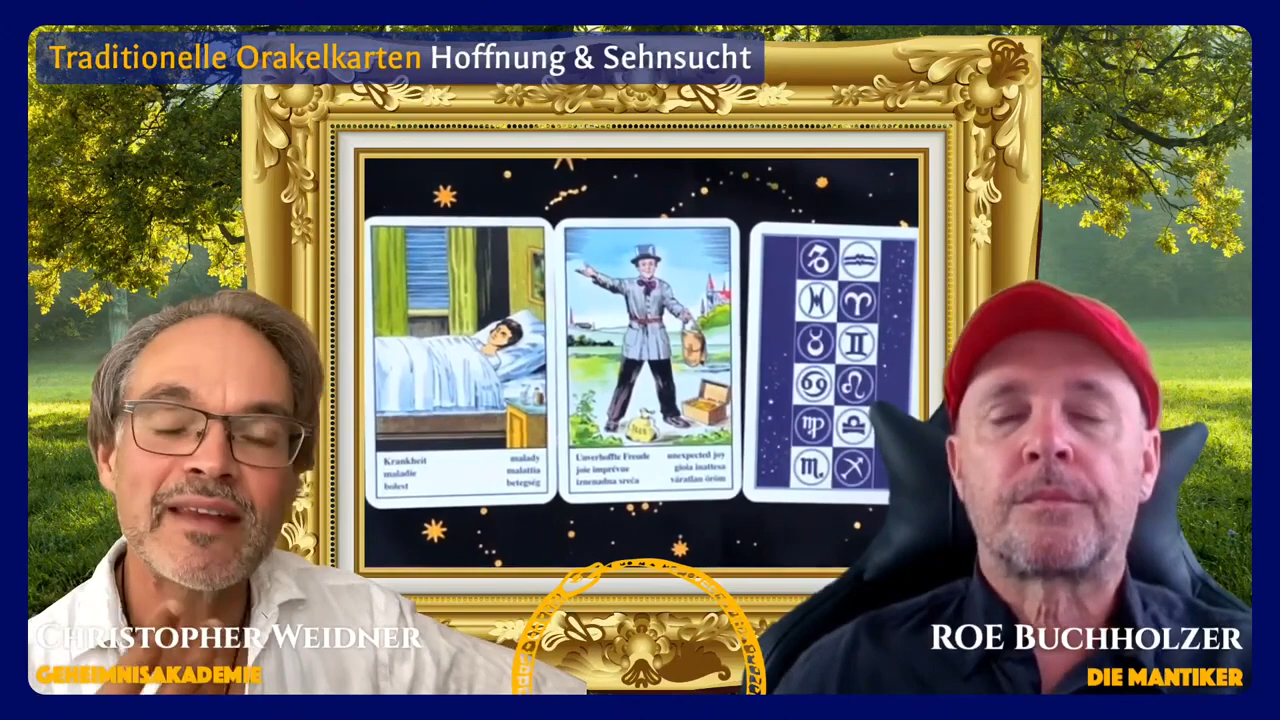 Traditionelle Orakelkarten Hoffnung & Sehnsucht
Krankheit malady
maladie malattia
bolest betegség
Unverhoffte Freude unexpected joy
joie imprévue gioia inattesa
iznenadna sreča váratlan öröm
Christopher Weidner
GEHEIMNISAKADEMIE
ROE Buchholzer
DIE MANTIKER